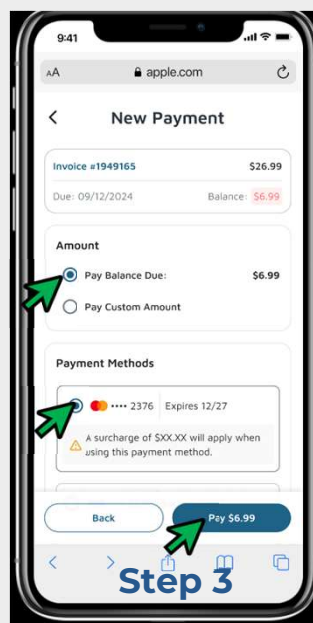 9:41
AA apple.com
New Payment
Invoice #1949165 $26.99
Due: 09/12/2024 Balance: $6.99
Amount
Pay Balance Due: $6.99
Pay Custom Amount
Payment Methods
•••• 2376 Expires 12/27
A surcharge of $XX.XX will apply when
using this payment method.
Back Pay $6.99
Step 3